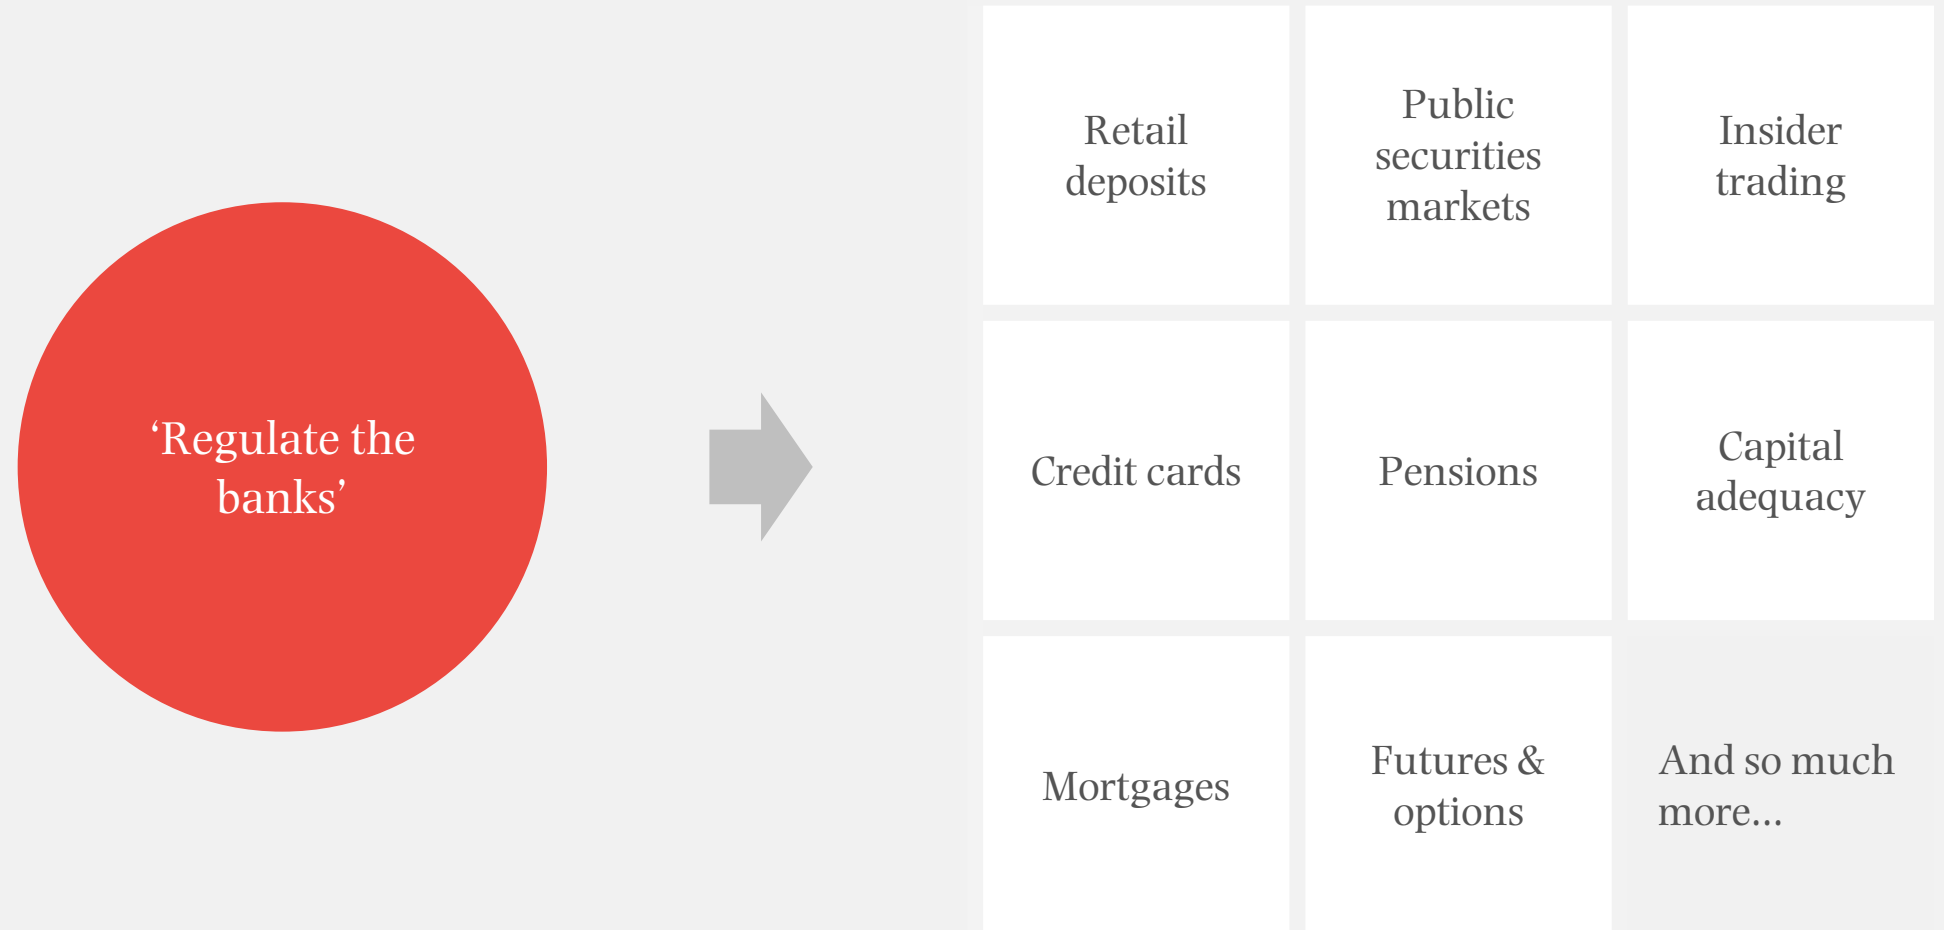 ‘Regulate the
banks’
Retail
deposits
Public
securities
markets
Insider
trading
Credit cards
Pensions
Capital
adequacy
Mortgages
Futures &
options
And so much
more...